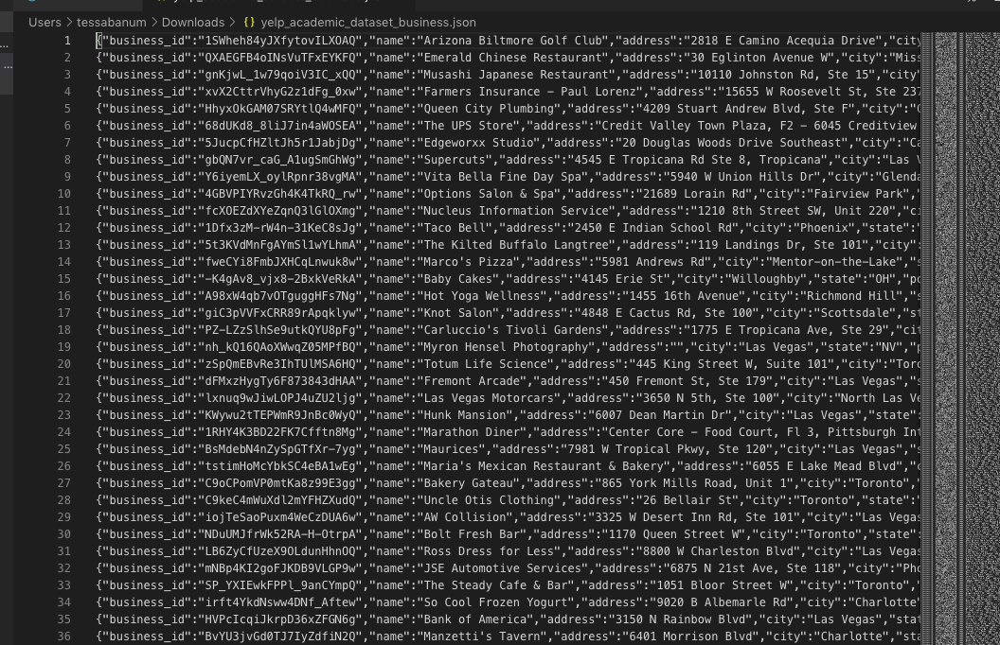 Users > tessabanum > Downloads > {} yelp_academic_dataset_business.json
1 {"business_id":"1SWheh84yJXfytovILXOAQ","name":"Arizona Biltmore Golf Club","address":"2818 E Camino Acequia Drive","city
2 {"business_id":"QXAEGFB4oINsVuTFxEYKFQ","name":"Emerald Chinese Restaurant","address":"30 Eglinton Avenue W","city":"Miss
3 {"business_id":"gnKjwL_1w79qoiV3IC_xQQ","name":"Musashi Japanese Restaurant","address":"10110 Johnston Rd, Ste 15","city"
4 {"business_id":"xvX2CttrVhyG2z1dFg_0xw","name":"Farmers Insurance - Paul Lorenz","address":"15655 W Roosevelt St, Ste 237
5 {"business_id":"HhyxOkGAM07SRYtlQ4wMFQ","name":"Queen City Plumbing","address":"4209 Stuart Andrew Blvd, Ste F","city":"C
6 {"business_id":"68dUKd8_8liJ7in4aWOSEA","name":"The UPS Store","address":"Credit Valley Town Plaza, F2 - 6045 Creditview
7 {"business_id":"5JucpCfHZltJh5r1JabjDg","name":"Edgeworxx Studio","address":"20 Douglas Woods Drive Southeast","city":"Ca
8 {"business_id":"gbQN7vr_caG_A1ugSmGhWg","name":"Supercuts","address":"4545 E Tropicana Rd Ste 8, Tropicana","city":"Las V
9 {"business_id":"Y6iyemLX_oylRpnr38vgMA","name":"Vita Bella Fine Day Spa","address":"5940 W Union Hills Dr","city":"Glenda
10 {"business_id":"4GBVPIYRvzGh4K4TkRQ_rw","name":"Options Salon & Spa","address":"21689 Lorain Rd","city":"Fairview Park",
11 {"business_id":"fcXOEZdXYeZqnQ3lGlOXmg","name":"Nucleus Information Service","address":"1210 8th Street SW, Unit 220","ci
12 {"business_id":"1Dfx3zM-rW4n-31KeC8sJg","name":"Taco Bell","address":"2450 E Indian School Rd","city":"Phoenix","state":
13 {"business_id":"5t3KVdMnFgAYmSl1wYLhmA","name":"The Kilted Buffalo Langtree","address":"119 Landings Dr, Ste 101","city":
14 {"business_id":"fweCYi8FmbJXHCqLnwuk8w","name":"Marco's Pizza","address":"5981 Andrews Rd","city":"Mentor-on-the-Lake","s
15 {"business_id":"-K4gAv8_vjx8-2BxkVeRkA","name":"Baby Cakes","address":"4145 Erie St","city":"Willoughby","state":"OH","po
16 {"business_id":"A98xW4qb7vOTguggHFs7Ng","name":"Hot Yoga Wellness","address":"1455 16th Avenue","city":"Richmond Hill","s
17 {"business_id":"giC3pVVFxCRR89rApqklyw","name":"Knot Salon","address":"4848 E Cactus Rd, Ste 100","city":"Scottsdale","st
18 {"business_id":"PZ-LZzSlhSe9utkQYU8pFg","name":"Carluccio's Tivoli Gardens","address":"1775 E Tropicana Ave, Ste 29","cit
19 {"business_id":"nh_kQ16QAoXWwqZ05MPfBQ","name":"Myron Hensel Photography","address":"","city":"Las Vegas","state":"NV","p
20 {"business_id":"zSpQmEBvRe3IhTUlMSA6HQ","name":"Totum Life Science","address":"445 King Street W, Suite 101","city":"Toro
21 {"business_id":"dFMxzHygTy6F873843dHAA","name":"Fremont Arcade","address":"450 Fremont St, Ste 179","city":"Las Vegas","
22 {"business_id":"lxnuq9wJiwLOPJ4uZU2ljg","name":"Las Vegas Motorcars","address":"3650 N 5th, Ste 100","city":"North Las Ve
23 {"business_id":"KWywu2tTEPWmR9JnBc0WyQ","name":"Hunk Mansion","address":"6007 Dean Martin Dr","city":"Las Vegas","state":
24 {"business_id":"1RHY4K3BD22FK7Cfftn8Mg","name":"Marathon Diner","address":"Center Core - Food Court, Fl 3, Pittsburgh Int
25 {"business_id":"BsMdebN4nZySpGTfXr-7yg","name":"Maurices","address":"7981 W Tropical Pkwy, Ste 120","city":"Las Vegas","s
26 {"business_id":"tstimHoMcYbkSC4eBA1wEg","name":"Maria's Mexican Restaurant & Bakery","address":"6055 E Lake Mead Blvd","c
27 {"business_id":"C9oCPomVP0mtKa8z99E3gg","name":"Bakery Gateau","address":"865 York Mills Road, Unit 1","city":"Toronto",
28 {"business_id":"C9keC4mWuXdl2mYFHZXudQ","name":"Uncle Otis Clothing","address":"26 Bellair St","city":"Toronto","state":
29 {"business_id":"iojTeSaoPuxm4WeCzDUA6w","name":"AW Collision","address":"3325 W Desert Inn Rd, Ste 101","city":"Las Vegas
30 {"business_id":"NDuUMJfrWk52RA-H-OtrpA","name":"Bolt Fresh Bar","address":"1170 Queen Street W","city":"Toronto","state":
31 {"business_id":"LB6ZyCfUzeX9OLdunHhnOQ","name":"Ross Dress for Less","address":"8800 W Charleston Blvd","city":"Las Vegas
32 {"business_id":"mNBp4KI2goFJKDB9VLGP9w","name":"JSE Automotive Services","address":"6875 N 21st Ave, Ste 118","city":"Pho
33 {"business_id":"SP_YXIEwkFPPl_9anCYmpQ","name":"The Steady Cafe & Bar","address":"1051 Bloor Street W","city":"Toronto",
34 {"business_id":"irft4YkdNsww4DNf_Aftew","name":"So Cool Frozen Yogurt","address":"9020 B Albemarle Rd","city":"Charlotte"
35 {"business_id":"HVPcIcqiJkrpD36xZFGN6g","name":"Bank of America","address":"3150 N Rainbow Blvd","city":"Las Vegas","stat
36 {"business_id":"BvYU3jvGd0TJ7IyZdfiN2Q","name":"Manzetti's Tavern","address":"6401 Morrison Blvd","city":"Charlotte","sta